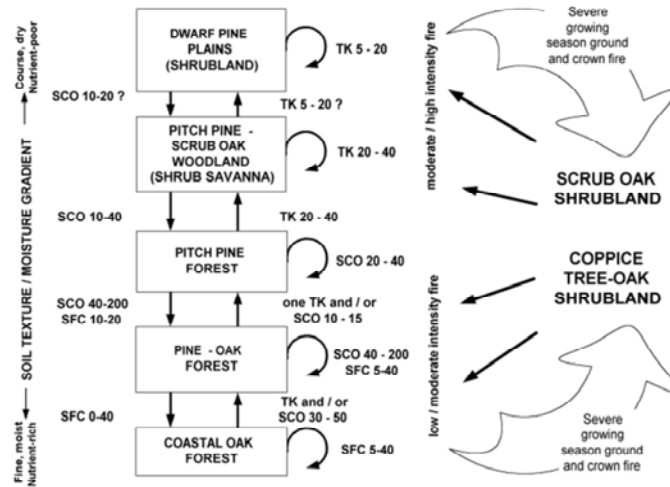 Course, dry
Nutrient-poor
SOIL TEXTURE / MOISTURE GRADIENT
Fine, moist
Nutrient-rich
DWARF PINE
PLAINS
(SHRUBLAND)
TK 5 - 20
SCO 10-20 ?
TK 5 - 20 ?
PITCH PINE -
SCRUB OAK
WOODLAND
(SHRUB SAVANNA)
TK 20 - 40
SCO 10-40
TK 20 - 40
PITCH PINE
FOREST
SCO 20 - 40
SCO 40-200
SFC 10-20
one TK and / or
SCO 10 - 15
PINE - OAK
FOREST
SCO 40 - 200
SFC 5-40
SFC 0-40
TK and / or
SCO 30 - 50
COASTAL OAK
FOREST
SFC 5-40
moderate / high intensity fire
low / moderate intensity fire
Severe
growing
season ground
and crown fire
SCRUB OAK
SHRUBLAND
COPPICE
TREE-OAK
SHRUBLAND
Severe
growing
season ground
and crown fire